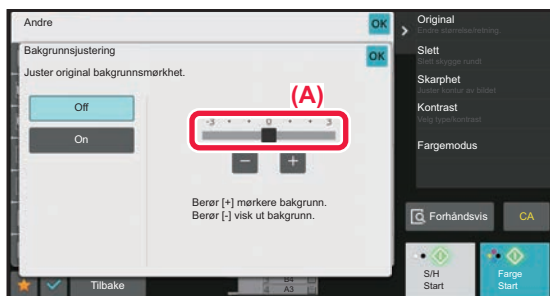 Andre
OK
Bakgrunnsjustering
OK
Juster original bakgrunnsmørkhet.
Off
On
(A)
-3 • • 0 • • 3
− +
Berør [+] mørkere bakgrunn.
Berør [-] visk ut bakgrunn.
Tilbake
B4
A3
Original
Endre størrelse/retning.
Slett
Slett skygge rundt
Skarphet
Juster kontur av bildet
Kontrast
Velg type/kontrast
Fargemodus
Forhåndsvis
CA
S/H
Start
Farge
Start